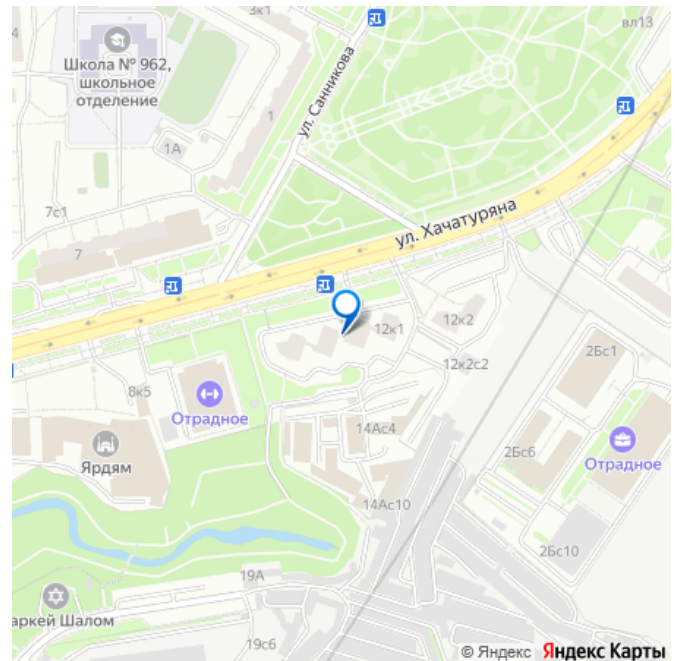 3к1
вл13
4
Школа № 962,
школьное
отделение
ул. Санникова
1
1А
7с1
ул. Хачатуряна
7
12к1
12к2
2Бс1
12к2с2
8к5
Отрадное
14Ас4
2Бс6
Отрадное
Ярдям
14Ас10
2Бс10
19А
аркей Шалом
19с6
© Яндекс Яндекс Карты